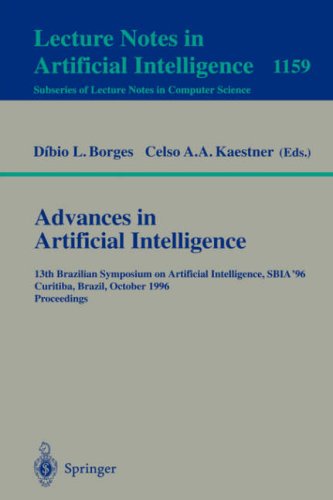 Lecture Notes in
Artificial Intelligence 1159
Subseries of Lecture Notes in Computer Science
Díbio L. Borges Celso A.A. Kaestner (Eds.)
Advances in
Artificial Intelligence
13th Brazilian Symposium on Artificial Intelligence, SBIA '96
Curitiba, Brazil, October 1996
Proceedings
Springer